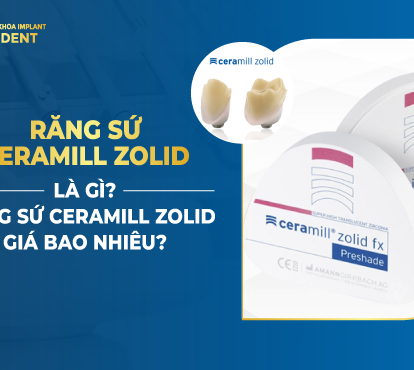 KHOA IMPLANT
DENT
RĂNG SỨ
ERAMILL ZOLID
LÀ GÌ?
G SỨ CERAMILL ZOLID
GIÁ BAO NHIÊU?
ceramill zolid
SUPER HIGH TRANSLUCENT ZIRCONIA
ceramill® zolid fx
Preshade
CE
AMANNGIRRBACH AG